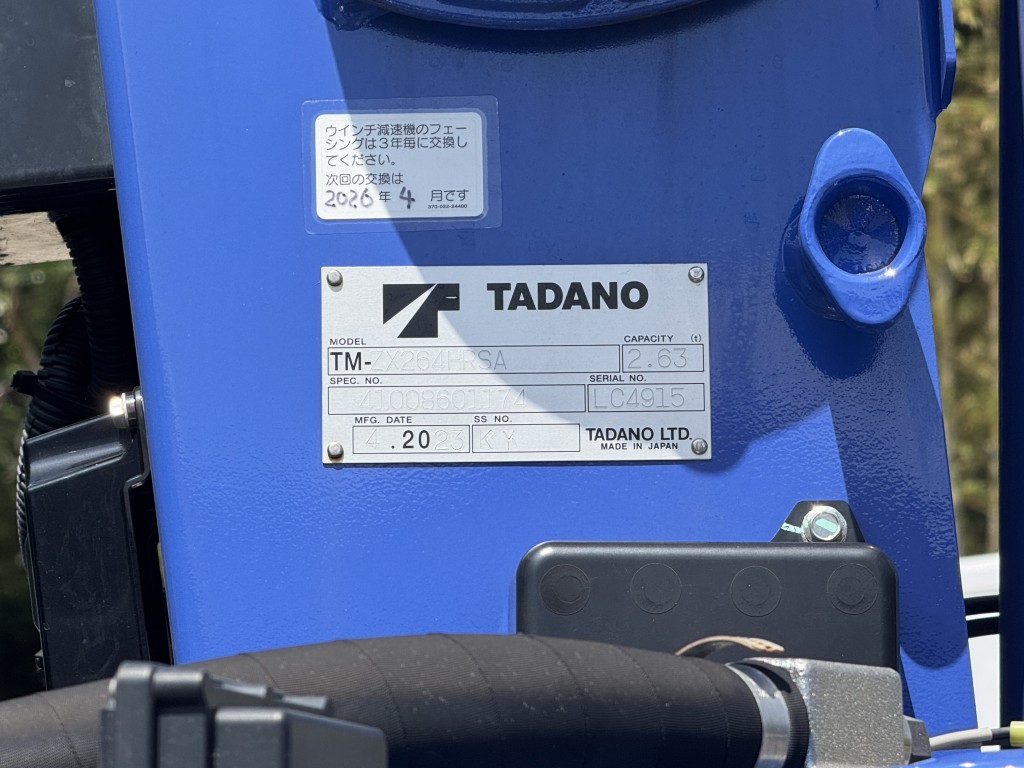 ウインチ減速機のフェー
シングは3年毎に交換し
てください。
次回の交換は
2026年 4 月です
TADANO
MODEL
CAPACITY (t)
TM-ZX264HRSA
2.63
SPEC. NO.
SERIAL NO.
41008601174
LC4915
MFG. DATE
SS NO.
4.2023
KY
TADANO LTD.
MADE IN JAPAN